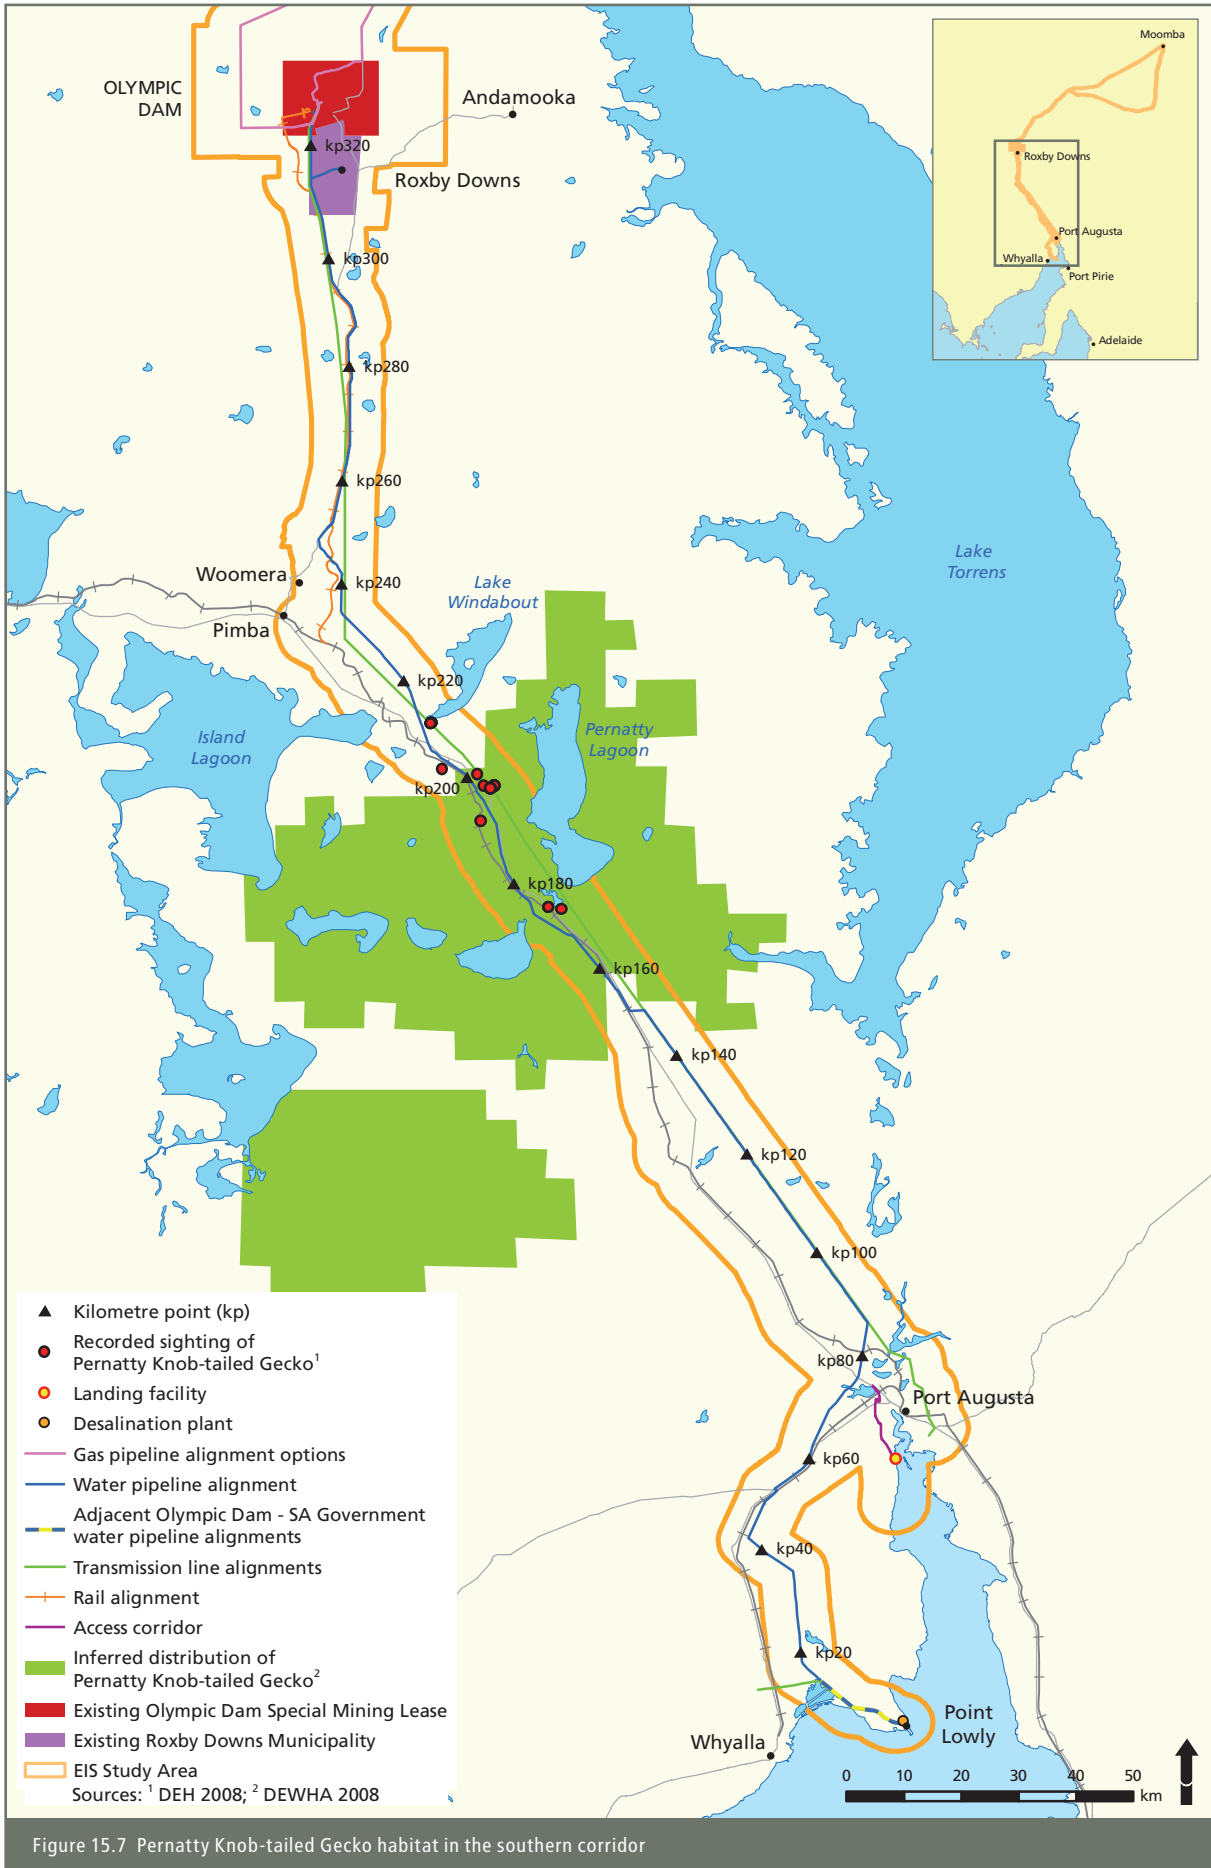 OLYMPIC
DAM
Andamooka
kp320
Roxby Downs
kp300
kp280
kp260
Woomera
kp240
Pimba
Lake
Windabout
kp220
Island
Lagoon
Pernatty
Lagoon
kp200
kp180
kp160
kp140
kp120
kp100
kp80
Port Augusta
kp60
kp40
kp20
Point
Lowly
Whyalla
Lake
Torrens
Moomba
Roxby Downs
Port Augusta
Whyalla
Port Pirie
Adelaide
Kilometre point (kp)
Recorded sighting of
Pernatty Knob-tailed Gecko¹
Landing facility
Desalination plant
Gas pipeline alignment options
Water pipeline alignment
Adjacent Olympic Dam - SA Government
water pipeline alignments
Transmission line alignments
Rail alignment
Access corridor
Inferred distribution of
Pernatty Knob-tailed Gecko²
Existing Olympic Dam Special Mining Lease
Existing Roxby Downs Municipality
EIS Study Area
Sources: ¹ DEH 2008; ² DEWHA 2008
0 10 20 30 40 50
km
Figure 15.7 Pernatty Knob-tailed Gecko habitat in the southern corridor